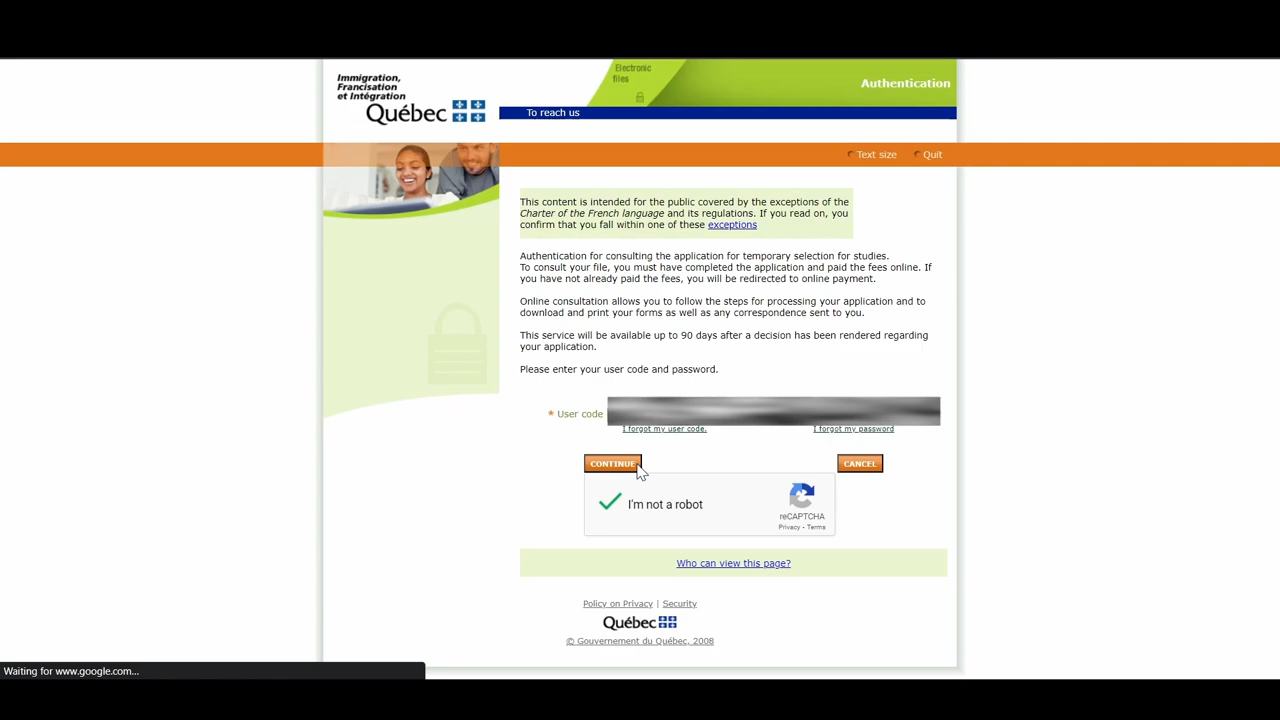 Immigration,
Francisation
et Intégration
Québec
Electronic
files
Authentication
To reach us
Text size
Quit
This content is intended for the public covered by the exceptions of the
Charter of the French language and its regulations. If you read on, you
confirm that you fall within one of these exceptions
Authentication for consulting the application for temporary selection for studies.
To consult your file, you must have completed the application and paid the fees online. If
you have not already paid the fees, you will be redirected to online payment.
Online consultation allows you to follow the steps for processing your application and to
download and print your forms as well as any correspondence sent to you.
This service will be available up to 90 days after a decision has been rendered regarding
your application.
Please enter your user code and password.
* User code
I forgot my user code.
I forgot my password
CONTINUE
CANCEL
I'm not a robot
reCAPTCHA
Privacy - Terms
Who can view this page?
Policy on Privacy | Security
Québec
© Gouvernement du Québec, 2008
Waiting for www.google.com...